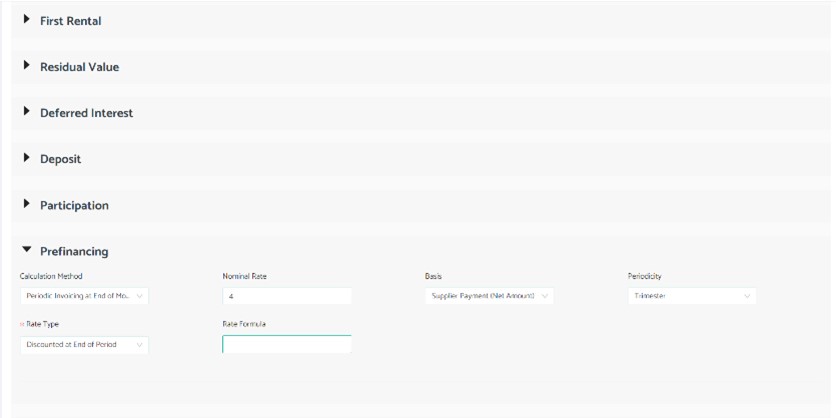 First Rental
Residual Value
Deferred Interest
Deposit
Participation
Prefinancing
Calculation Method Nominal Rate Basis Periodicity
Periodic Invoicing at End of Mo... 4 Supplier Payment (Net Amount) Trimester
Rate Type Rate Formula
Discounted at End of Period